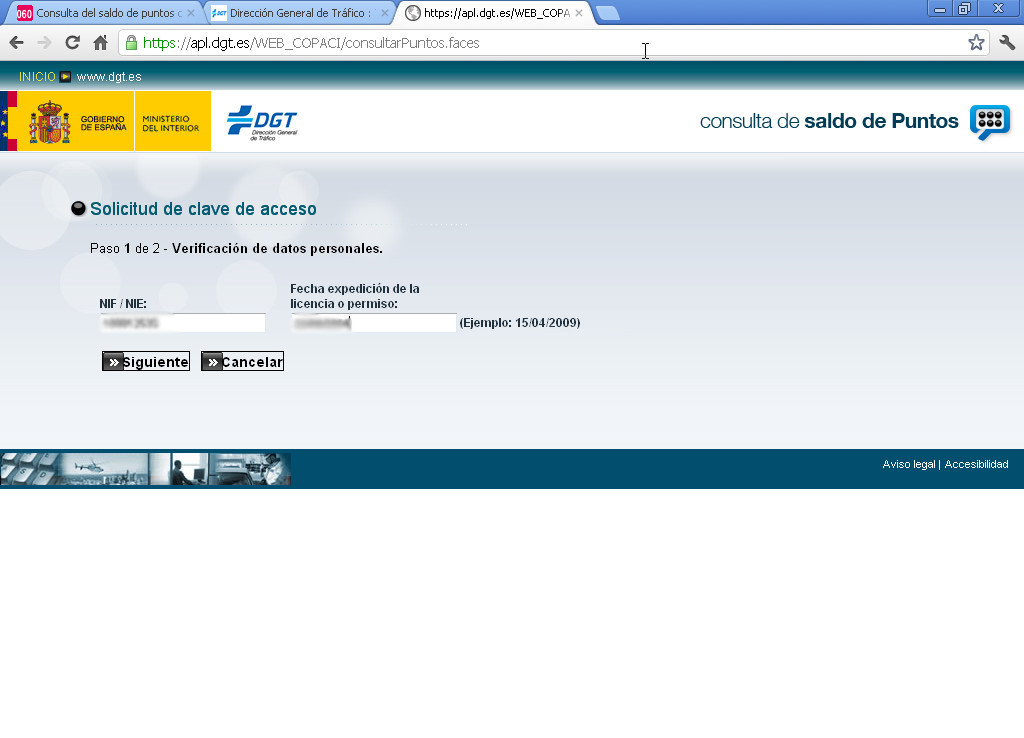 060 Consulta del saldo de puntos
DGT Dirección General de Tráfico :
https://apl.dgt.es/WEB_COPA
https://apl.dgt.es/WEB_COPACI/consultarPuntos.faces
INICIO www.dgt.es
GOBIERNO DE ESPAÑA
MINISTERIO DEL INTERIOR
DGT
Dirección General de Tráfico
consulta de saldo de Puntos
Solicitud de clave de acceso
Paso 1 de 2 - Verificación de datos personales.
NIF / NIE:
Fecha expedición de la
licencia o permiso:
(Ejemplo: 15/04/2009)
Siguiente
Cancelar
Aviso legal | Accesibilidad